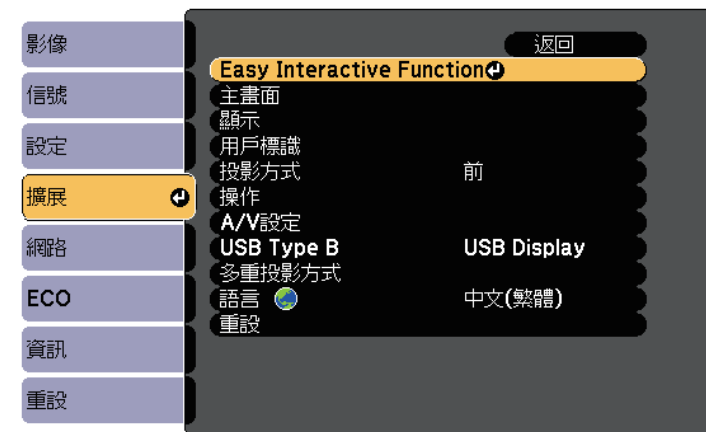 影像
信號
設定
擴展
網路
ECO
資訊
重設
返回
Easy Interactive Function
主畫面
顯示
用戶標識
投影方式 前
操作
A/V設定
USB Type B USB Display
多重投影方式
語言 中文(繁體)
重設